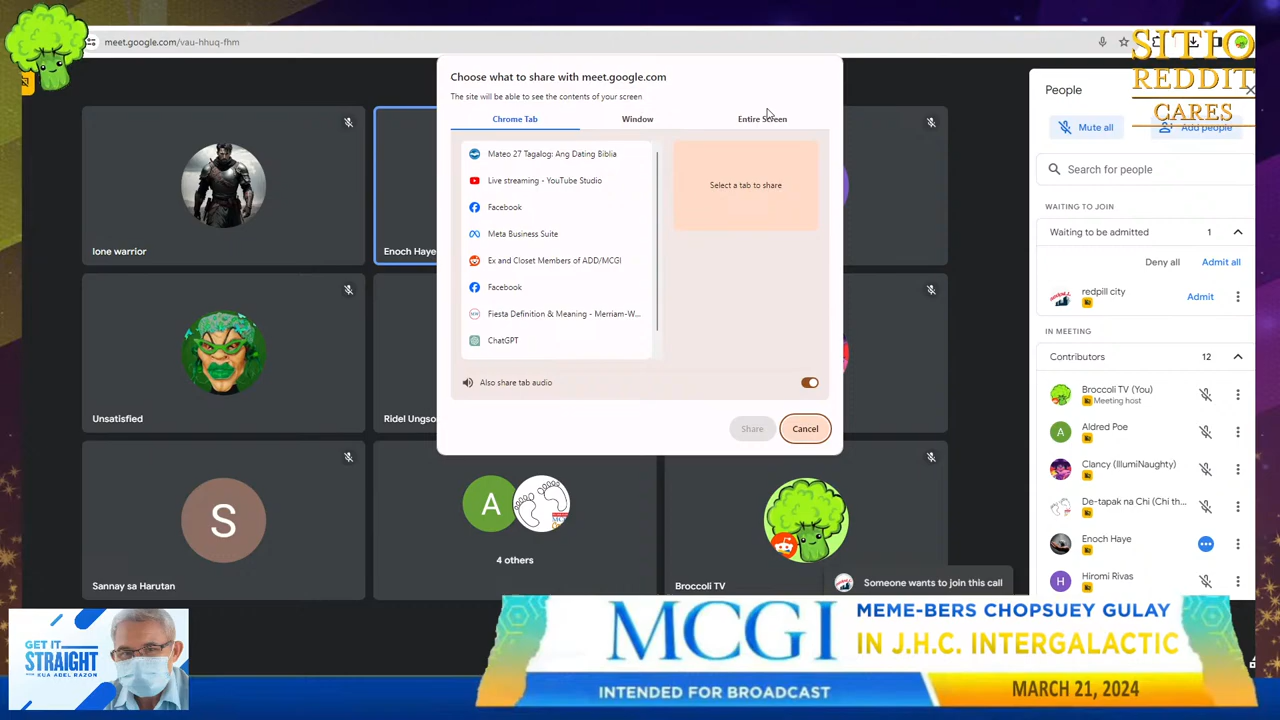 meet.google.com/vau-hhuq-fhm
SITIO
REDDIT
CARES
Choose what to share with meet.google.com
The site will be able to see the contents of your screen
Chrome Tab
Window
Entire Screen
Mateo 27 Tagalog: Ang Dating Biblia
Live streaming - YouTube Studio
Facebook
Meta Business Suite
Ex and Closet Members of ADD/MCGI
Facebook
Fiesta Definition & Meaning - Merriam-W...
ChatGPT
Select a tab to share
Also share tab audio
Share
Cancel
lone warrior
Enoch Haye
Unsatisfied
Ridel Ungso
S
Sannay sa Harutan
A
MCGI
4 others
Broccoli TV
Someone wants to join this call
People
Mute all
Add people
Search for people
WAITING TO JOIN
Waiting to be admitted
1
Deny all
Admit all
redpill city
Admit
IN MEETING
Contributors
12
Broccoli TV (You)
Meeting host
A
Aldred Poe
Clancy (IllumiNaughty)
De-tapak na Chi (Chi th...
Enoch Haye
H
Hiromi Rivas
GET IT
STRAIGHT
WITH KUYA ADEL RAZON
MCGI
MEME-BERS CHOPSUEY GULAY
IN J.H.C. INTERGALACTIC
INTENDED FOR BROADCAST
MARCH 21, 2024